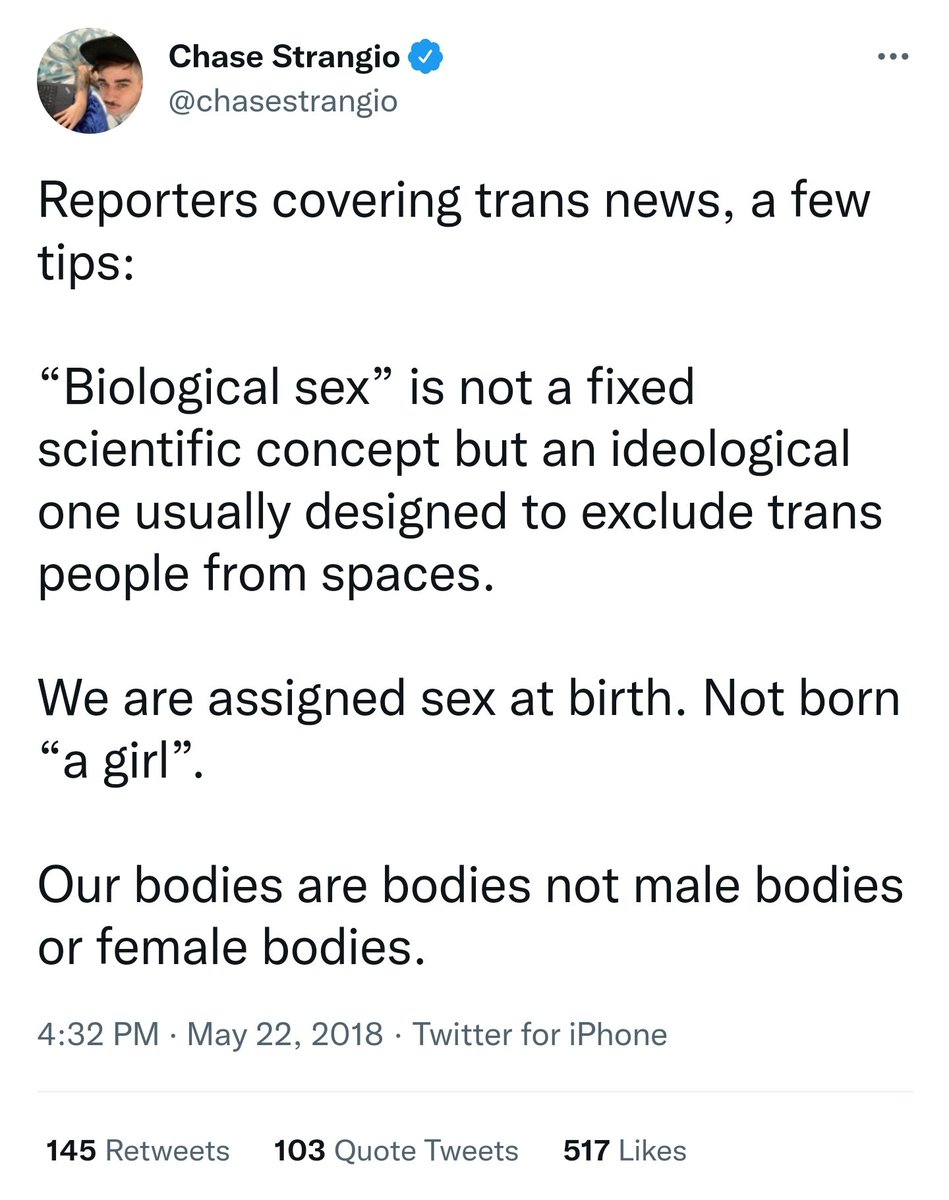 Chase Strangio
@chasestrangio
Reporters covering trans news, a few
tips:
“Biological sex” is not a fixed
scientific concept but an ideological
one usually designed to exclude trans
people from spaces.
We are assigned sex at birth. Not born
“a girl”.
Our bodies are bodies not male bodies
or female bodies.
4:32 PM · May 22, 2018 · Twitter for iPhone
145 Retweets 103 Quote Tweets 517 Likes